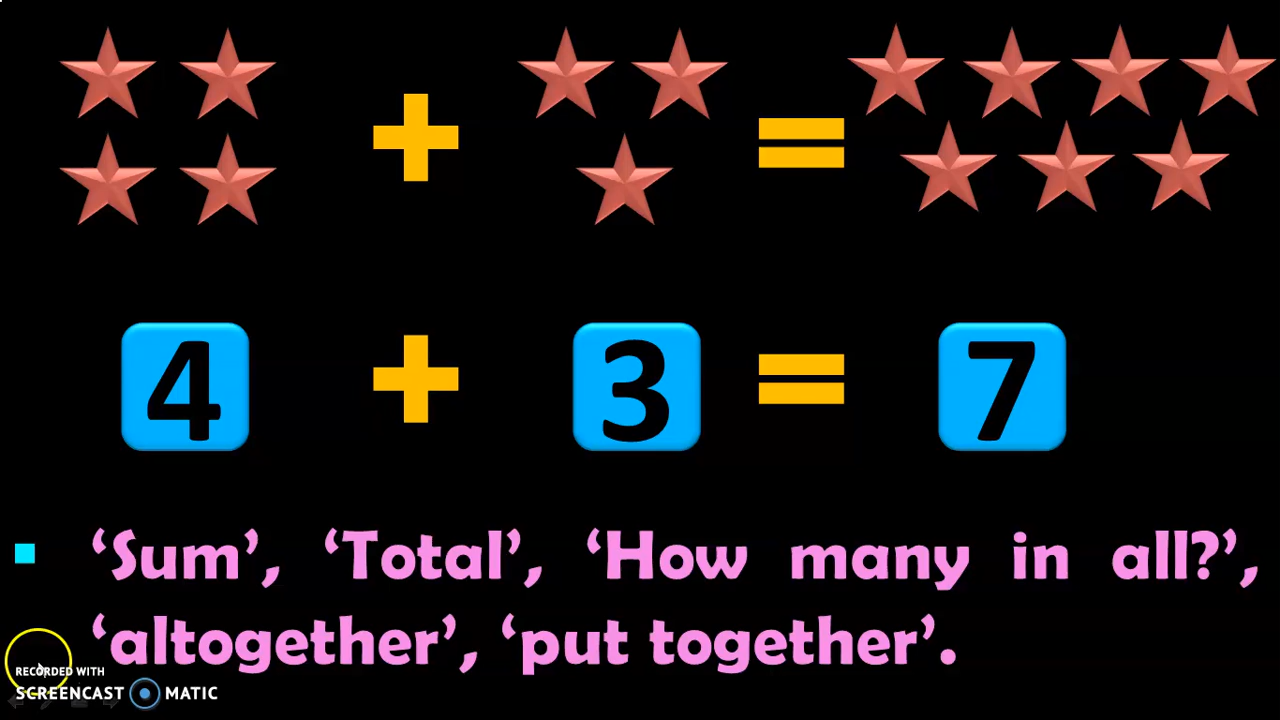 + =
4 + 3 = 7
‘Sum’, ‘Total’, ‘How many in all?’,
‘altogether’, ‘put together’.
RECORDED WITH
SCREENCAST MATIC